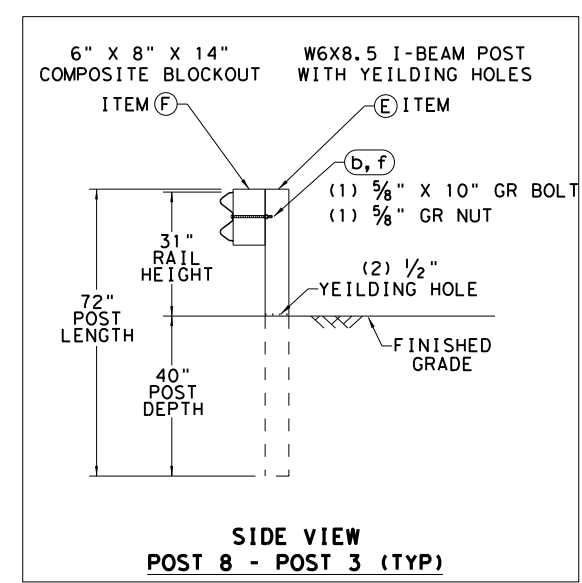 6" X 8" X 14"
COMPOSITE BLOCKOUT
ITEM F
W6X8.5 I-BEAM POST
WITH YEILDING HOLES
E ITEM
b, f
(1) 5/8" X 10" GR BOLT
(1) 5/8" GR NUT
31"
RAIL
HEIGHT
(2) 1/2"
YEILDING HOLE
72"
POST
LENGTH
FINISHED
GRADE
40"
POST
DEPTH
SIDE VIEW
POST 8 - POST 3 (TYP)